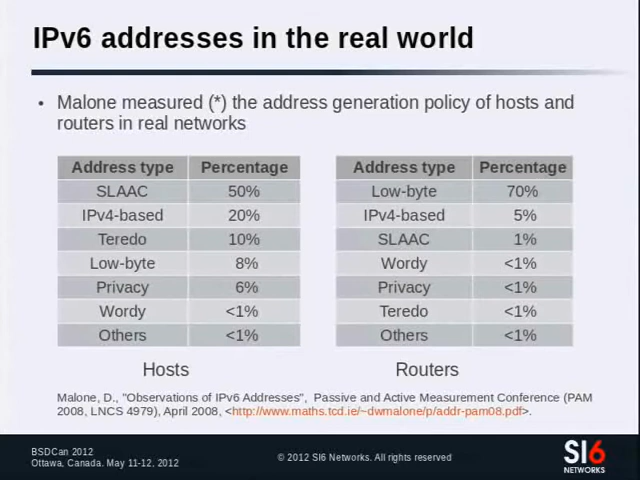 IPv6 addresses in the real world
• Malone measured (*) the address generation policy of hosts and
routers in real networks
Address type Percentage
SLAAC 50%
IPv4-based 20%
Teredo 10%
Low-byte 8%
Privacy 6%
Wordy <1%
Others <1%
Hosts
Address type Percentage
Low-byte 70%
IPv4-based 5%
SLAAC 1%
Wordy <1%
Privacy <1%
Teredo <1%
Others <1%
Routers
Malone, D., "Observations of IPv6 Addresses", Passive and Active Measurement Conference (PAM
2008, LNCS 4979), April 2008, <http://www.maths.tcd.ie/~dwmalone/p/addr-pam08.pdf>.
BSDCan 2012
Ottawa, Canada. May 11-12, 2012
© 2012 SI6 Networks. All rights reserved
SI6
NETWORKS